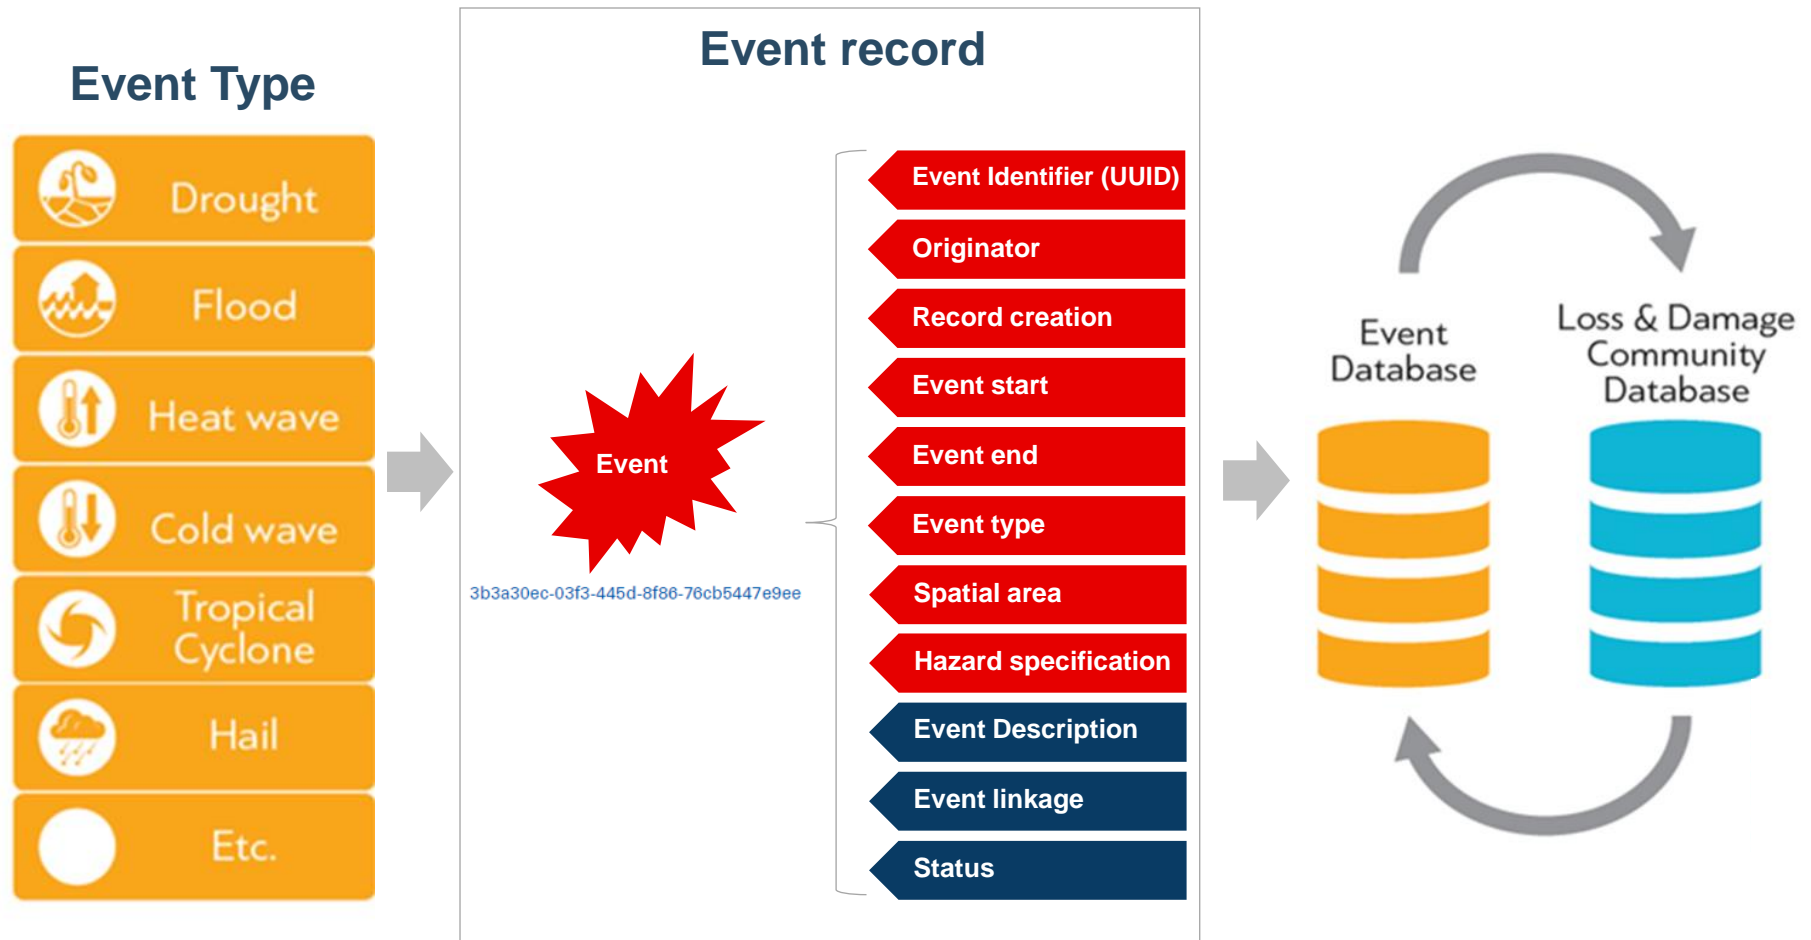 Event Type
Drought
Flood
Heat wave
Cold wave
Tropical
Cyclone
Hail
Etc.
Event record
Event
3b3a30ec-03f3-445d-8f86-76cb5447e9ee
Event Identifier (UUID)
Originator
Record creation
Event start
Event end
Event type
Spatial area
Hazard specification
Event Description
Event linkage
Status
Event
Database
Loss & Damage
Community
Database